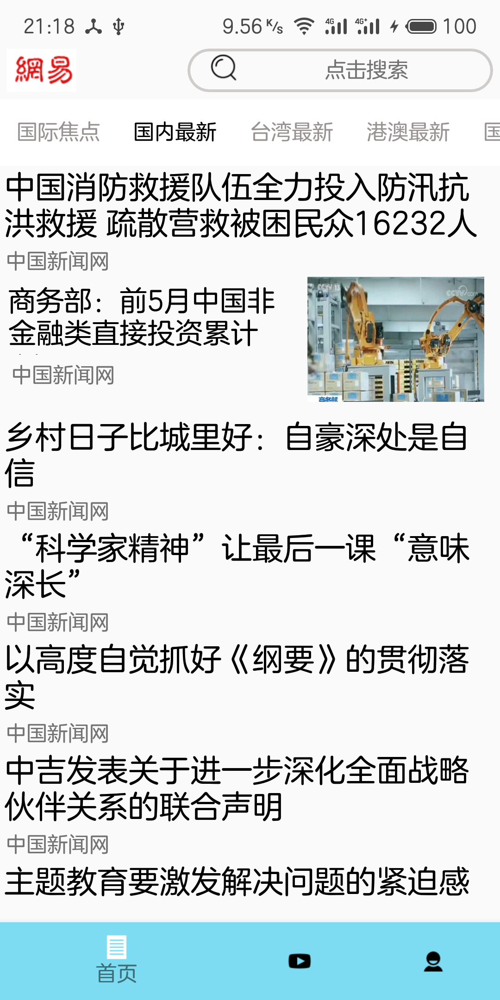 21:18 9.56 K/s 4G 4G+ 100
網易 点击搜索
国际焦点 国内最新 台湾最新 港澳最新 国
中国消防救援队伍全力投入防汛抗
洪救援 疏散营救被困民众16232人
中国新闻网
商务部：前5月中国非
金融类直接投资累计
中国新闻网
CCTV 13
CCTV.com
商务部
乡村日子比城里好：自豪深处是自
信
中国新闻网
“科学家精神”让最后一课“意味
深长”
中国新闻网
以高度自觉抓好《纲要》的贯彻落
实
中国新闻网
中吉发表关于进一步深化全面战略
伙伴关系的联合声明
中国新闻网
主题教育要激发解决问题的紧迫感
首页